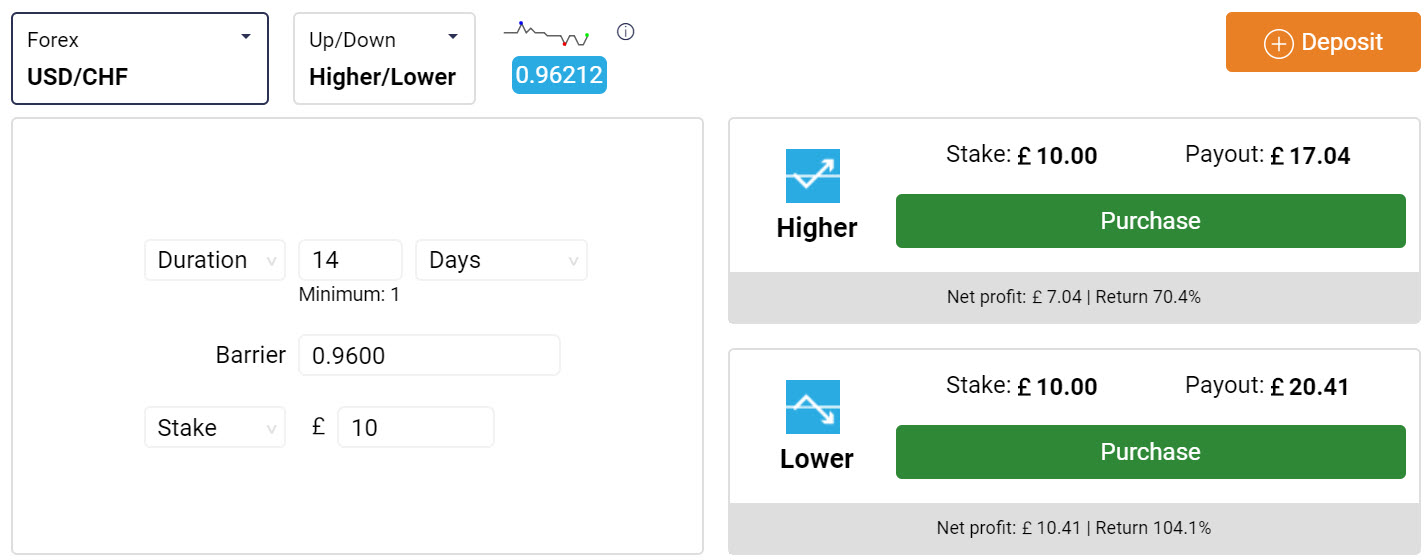 Forex
USD/CHF
Up/Down
Higher/Lower
0.96212
Deposit
Duration 14 Days
Minimum: 1
Barrier 0.9600
Stake £ 10
Stake: £ 10.00 Payout: £ 17.04
Higher
Purchase
Net profit: £ 7.04 | Return 70.4%
Stake: £ 10.00 Payout: £ 20.41
Lower
Purchase
Net profit: £ 10.41 | Return 104.1%